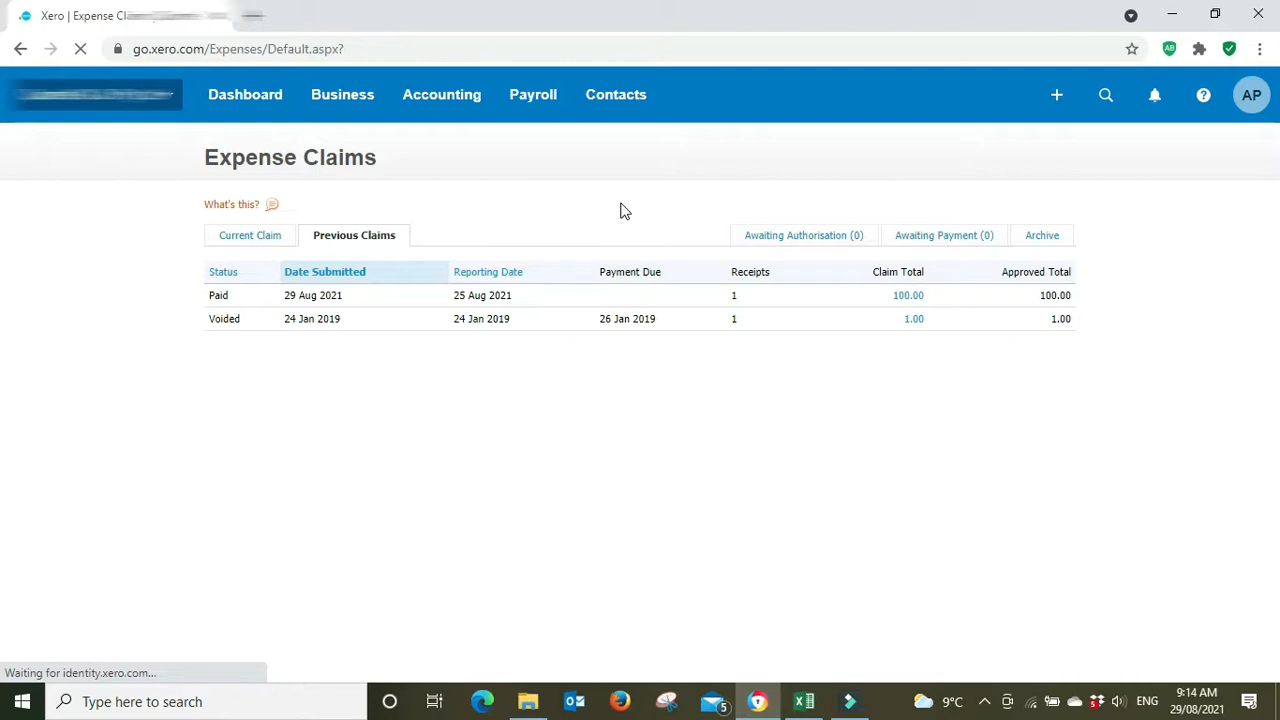 Xero | Expense Cl
go.xero.com/Expenses/Default.aspx?
Dashboard Business Accounting Payroll Contacts AP
Expense Claims
What's this?
Current Claim Previous Claims Awaiting Authorisation (0) Awaiting Payment (0) Archive
Status Date Submitted Reporting Date Payment Due Receipts Claim Total Approved Total
Paid 29 Aug 2021 25 Aug 2021 1 100.00 100.00
Voided 24 Jan 2019 24 Jan 2019 26 Jan 2019 1 1.00 1.00
Waiting for identity.xero.com...
Type here to search 5 9°C ENG 9:14 AM
29/08/2021